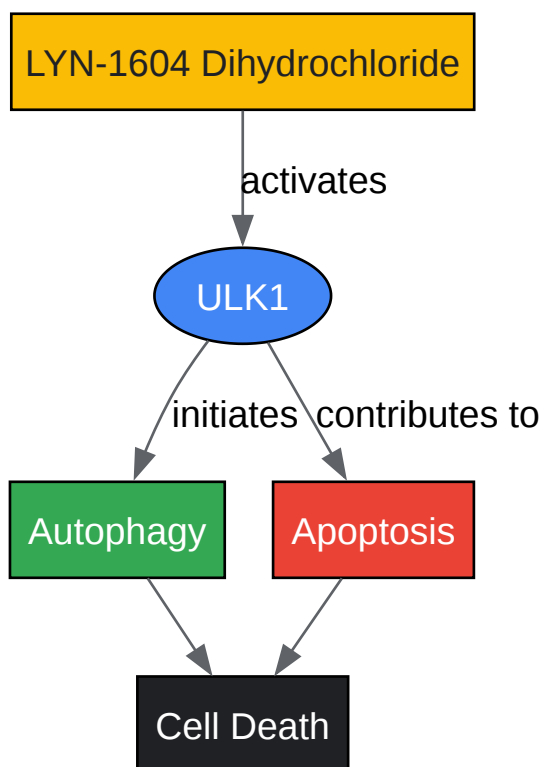 LYN-1604 Dihydrochloride
activates
ULK1
initiates
contributes to
Autophagy
Apoptosis
Cell Death